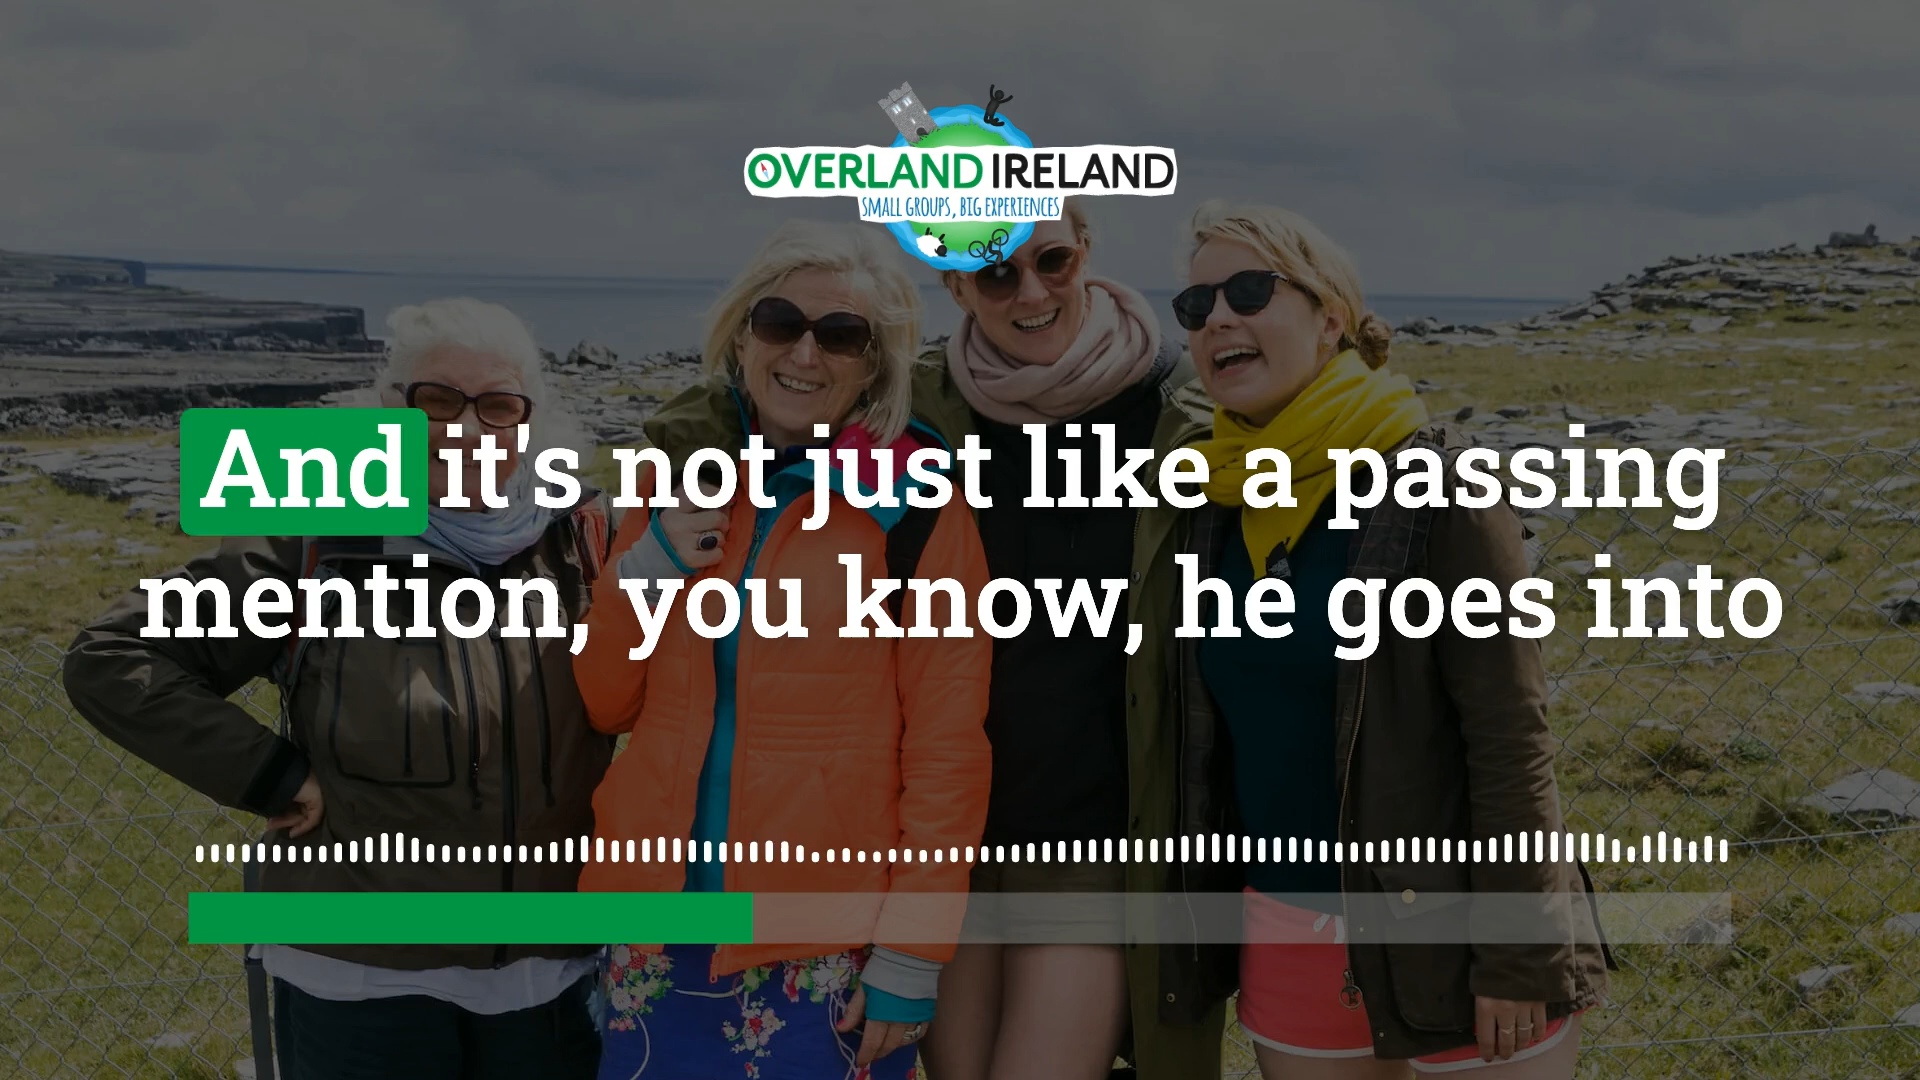 OVERLAND IRELAND
SMALL GROUPS, BIG EXPERIENCES
And it's not just like a passing
mention, you know, he goes into